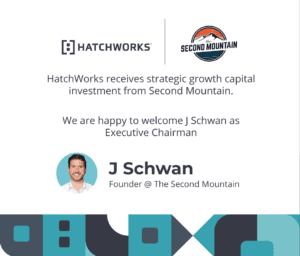 HATCHWORKS
SECOND MOUNTAIN
HatchWorks receives strategic growth capital
investment from Second Mountain.
We are happy to welcome J Schwan as
Executive Chairman
J Schwan
Founder @ The Second Mountain